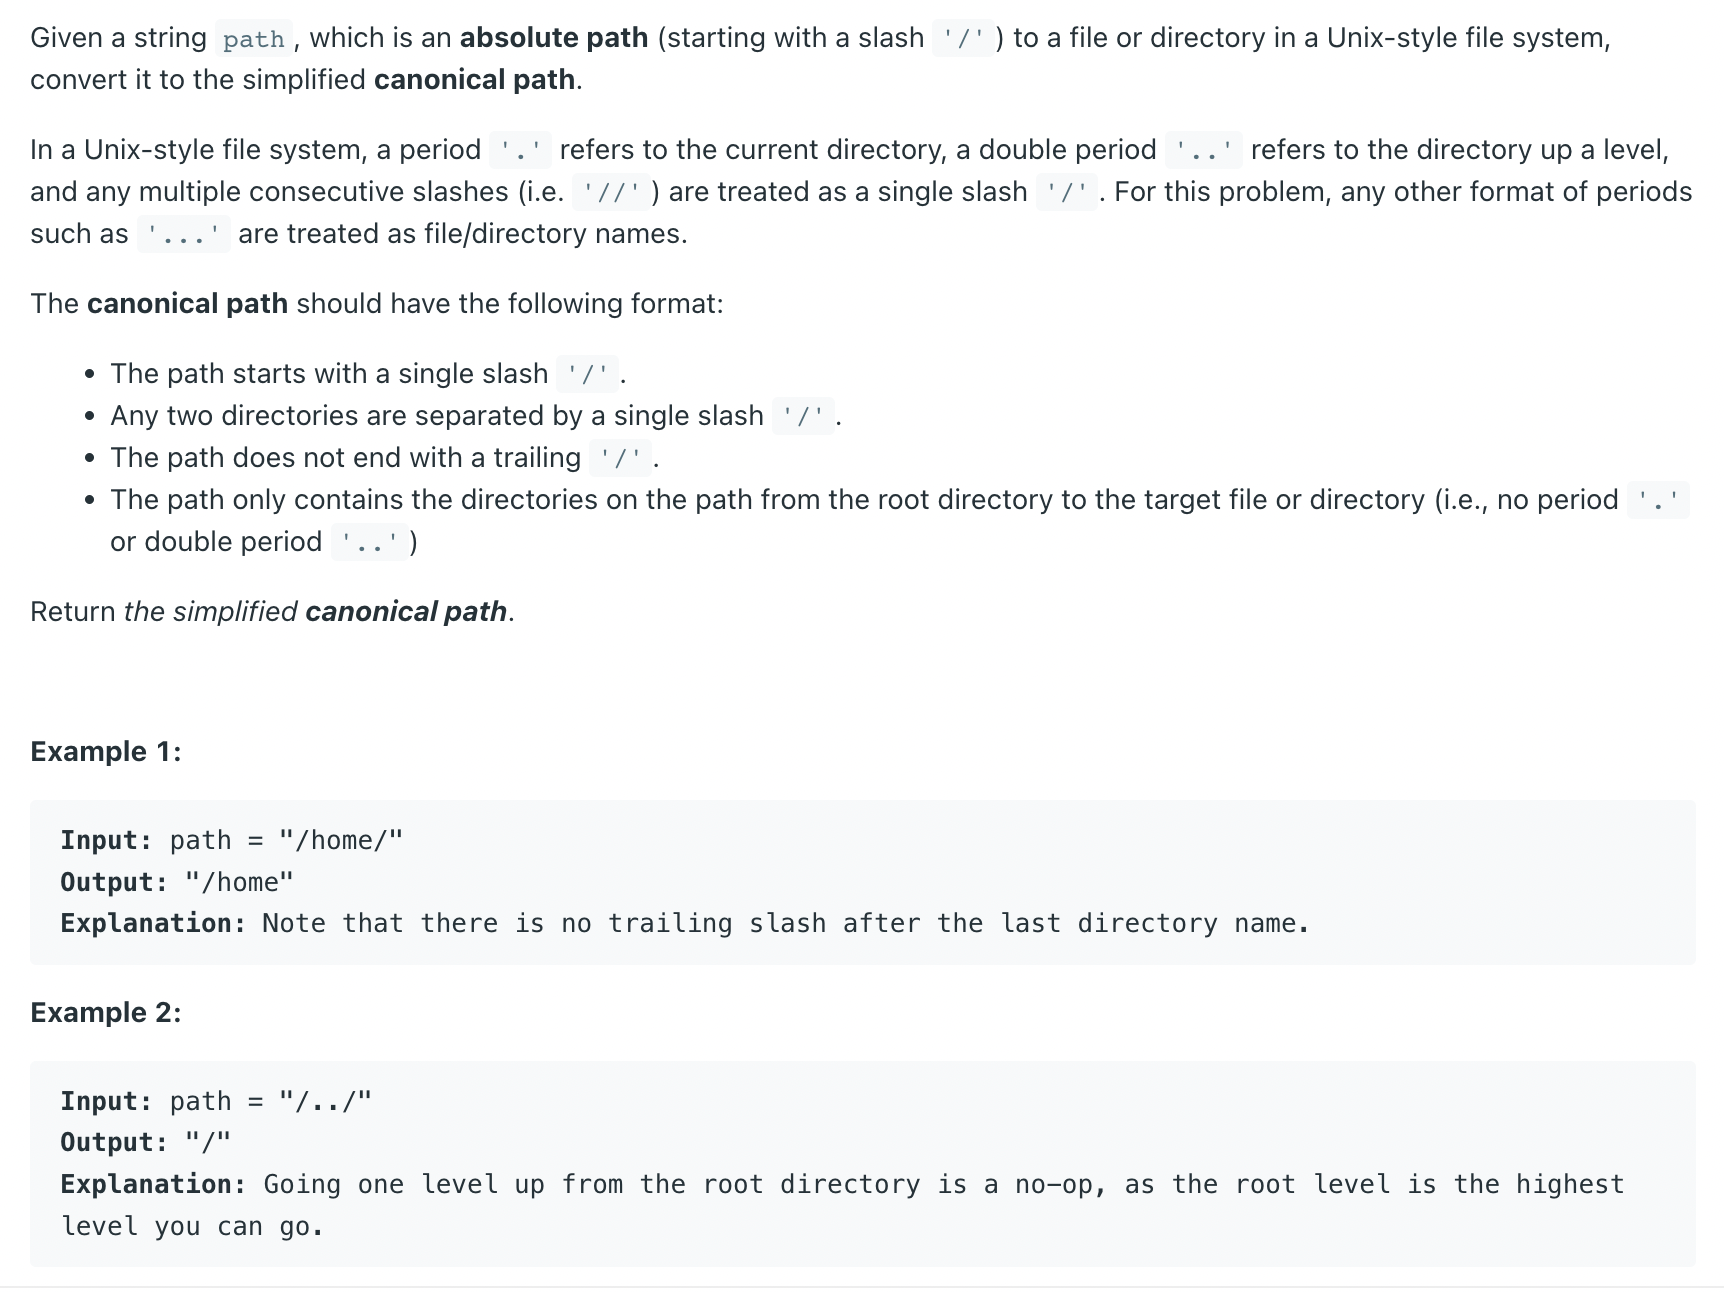 Given a string path, which is an absolute path (starting with a slash '/') to a file or directory in a Unix-style file system,
convert it to the simplified canonical path.
In a Unix-style file system, a period '.' refers to the current directory, a double period '..' refers to the directory up a level,
and any multiple consecutive slashes (i.e. '//') are treated as a single slash '/'. For this problem, any other format of periods
such as '...' are treated as file/directory names.
The canonical path should have the following format:
• The path starts with a single slash '/'.
• Any two directories are separated by a single slash '/'.
• The path does not end with a trailing '/'.
• The path only contains the directories on the path from the root directory to the target file or directory (i.e., no period '.'
or double period '..')
Return the simplified canonical path.
Example 1:
Input: path = "/home/"
Output: "/home"
Explanation: Note that there is no trailing slash after the last directory name.
Example 2:
Input: path = "/../"
Output: "/"
Explanation: Going one level up from the root directory is a no-op, as the root level is the highest
level you can go.